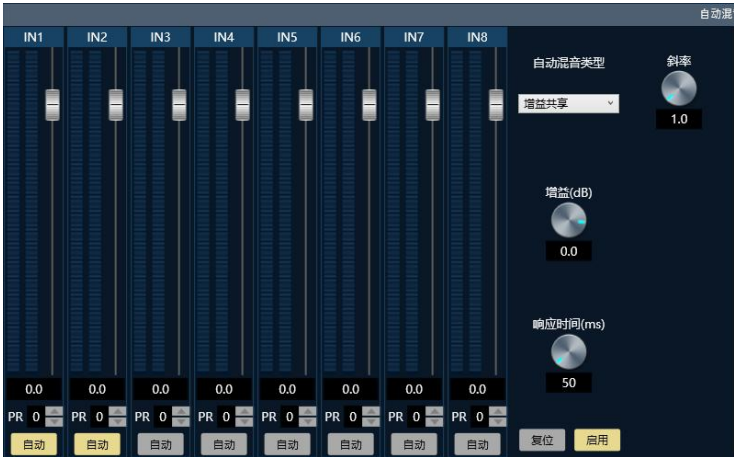 自动混
IN1 IN2 IN3 IN4 IN5 IN6 IN7 IN8
自动混音类型 斜率
增益共享
1.0
增益(dB)
0.0
响应时间(ms)
50
0.0 0.0 0.0 0.0 0.0 0.0 0.0 0.0
PR 0 PR 0 PR 0 PR 0 PR 0 PR 0 PR 0 PR 0
自动 自动 自动 自动 自动 自动 自动 自动 复位 启用